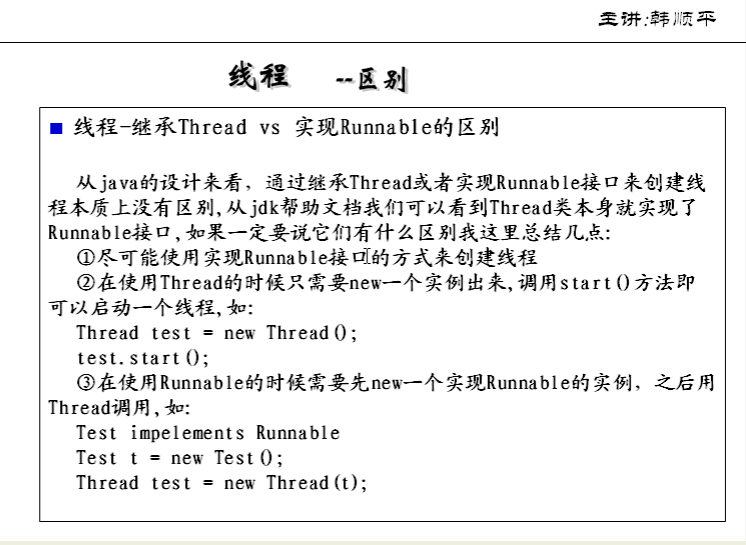 主讲:韩顺平
线程 --区别
■ 线程-继承Thread vs 实现Runnable的区别
从java的设计来看，通过继承Thread或者实现Runnable接口来创建线
程本质上没有区别,从jdk帮助文档我们可以看到Thread类本身就实现了
Runnable接口,如果一定要说它们有什么区别我这里总结几点:
①尽可能使用实现Runnable接口的方式来创建线程
②在使用Thread的时候只需要new一个实例出来,调用start()方法即
可以启动一个线程,如:
Thread test = new Thread();
test.start();
③在使用Runnable的时候需要先new一个实现Runnable的实例，之后用
Thread调用,如:
Test impelements Runnable
Test t = new Test();
Thread test = new Thread(t);